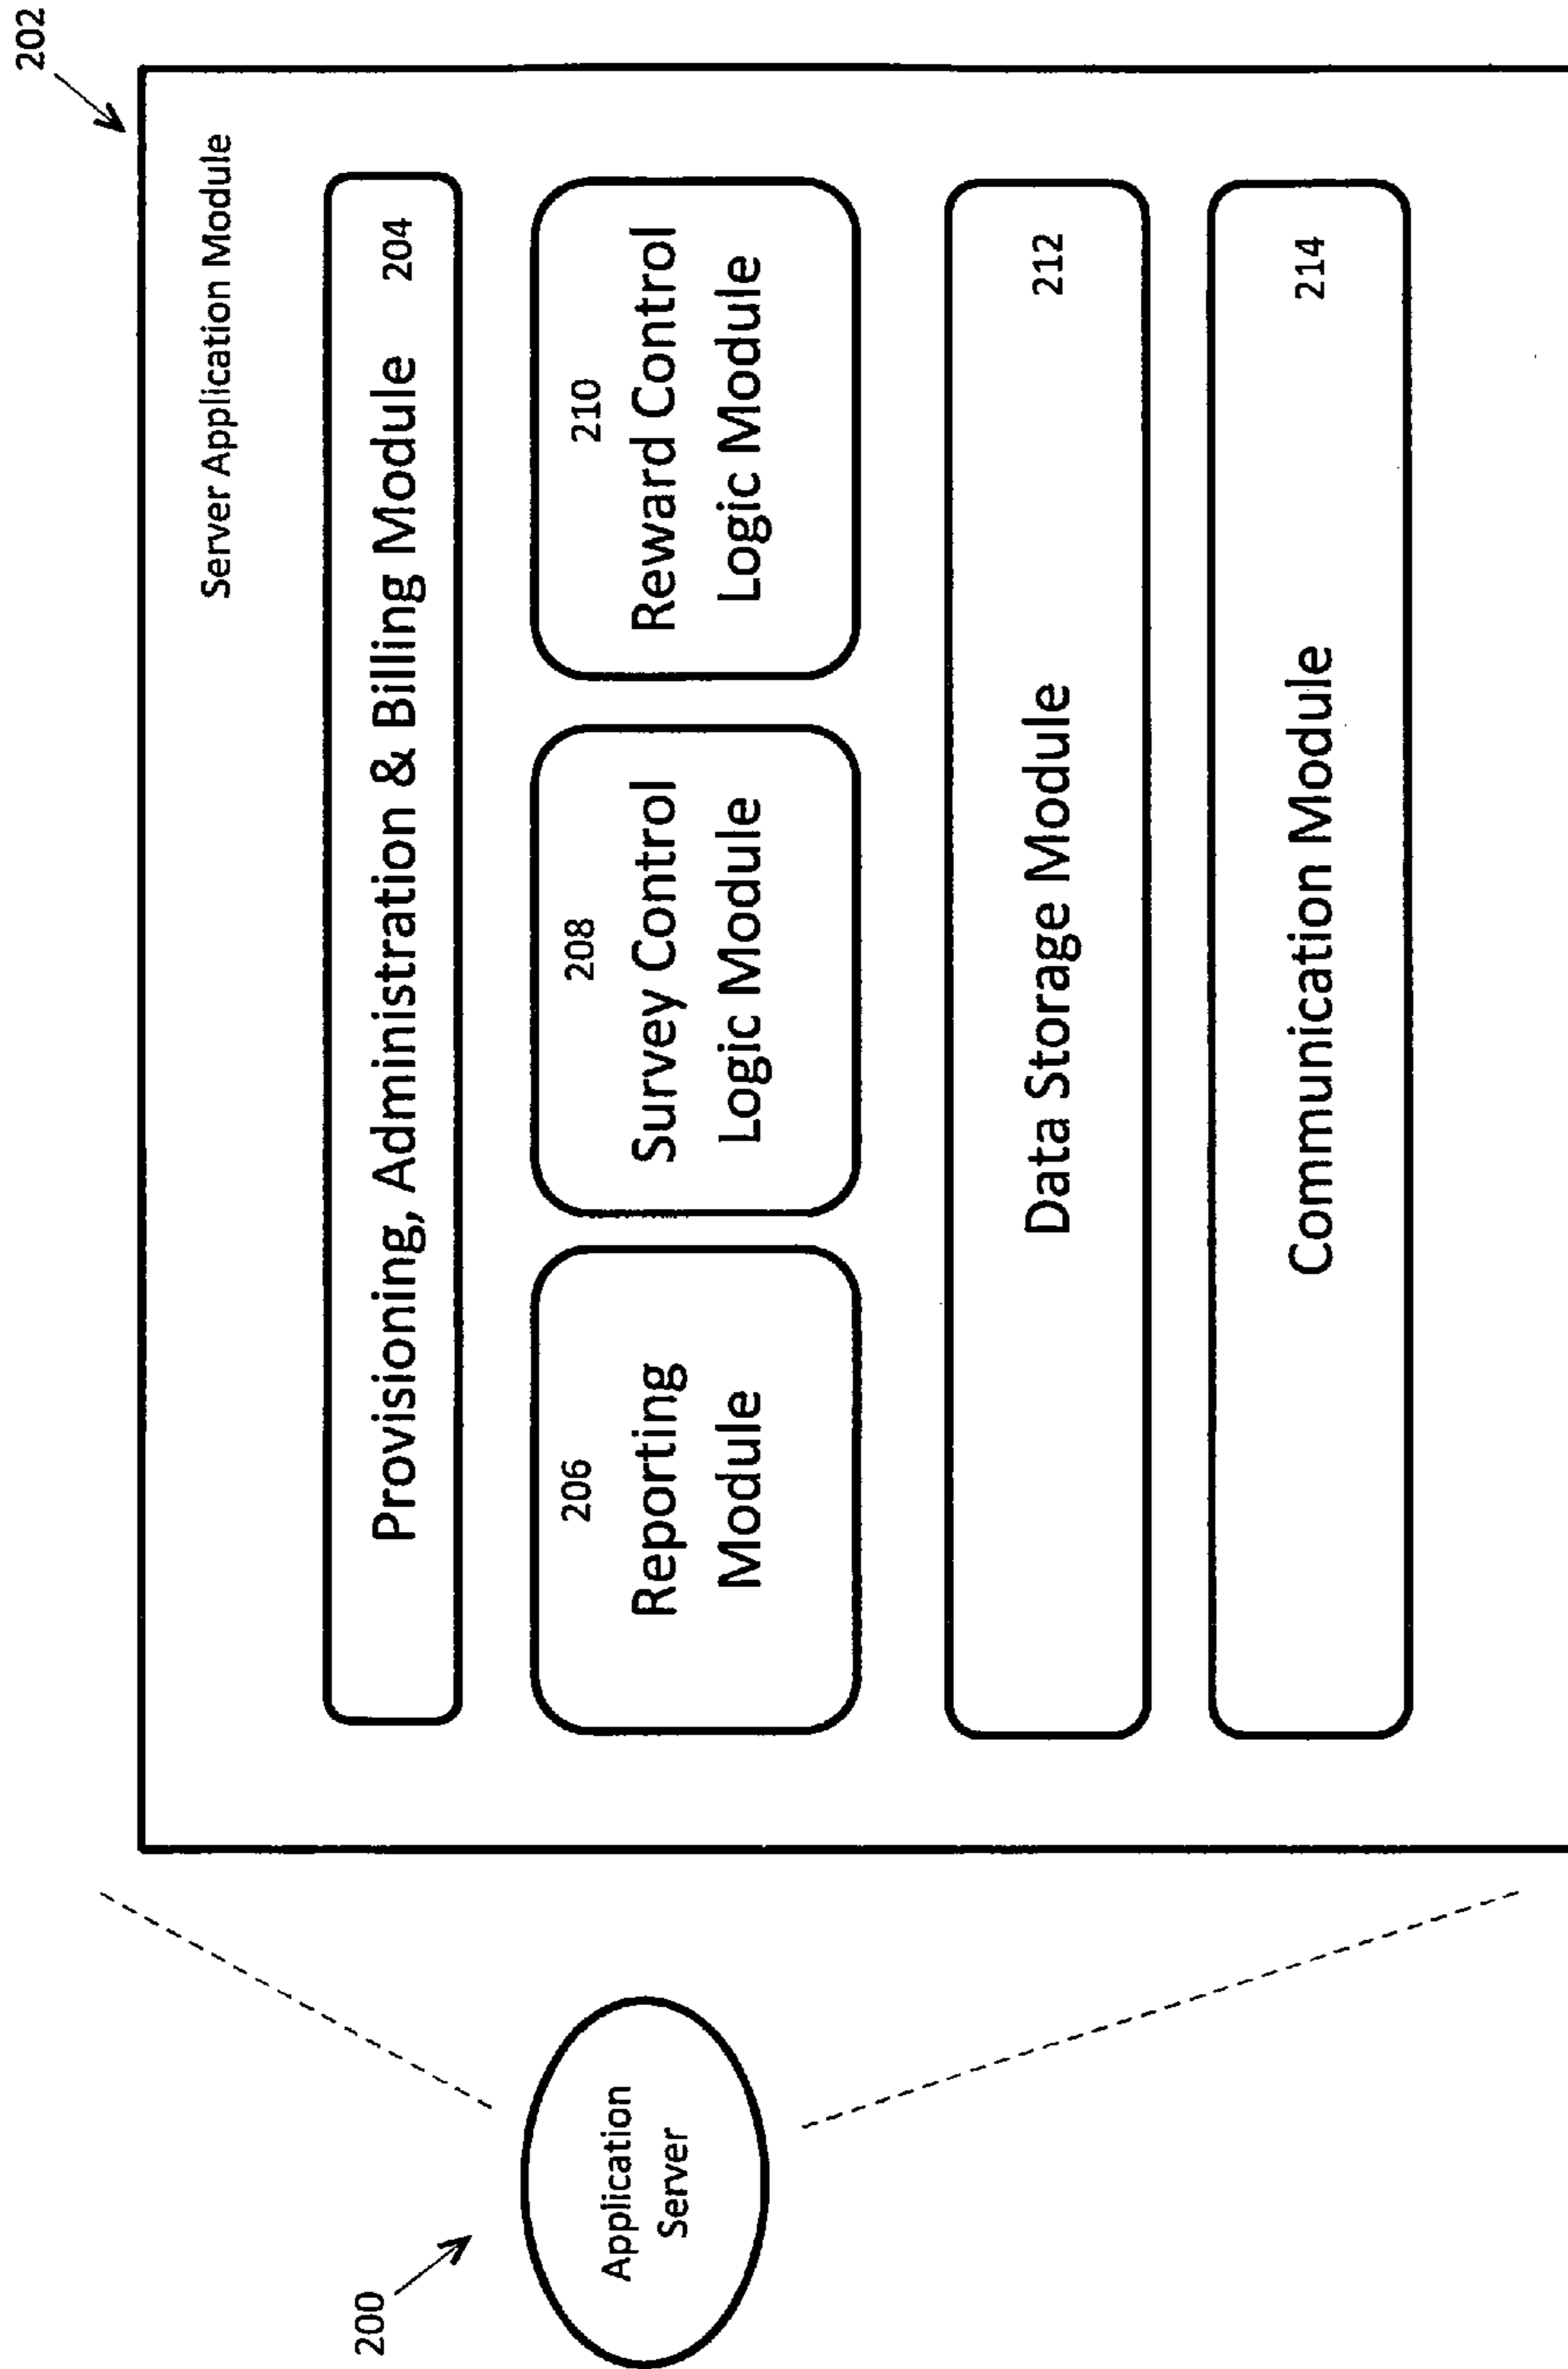 202
Server Application Module
Provisioning, Administration & Billing Module 204
206
Reporting
Module
208
Survey Control
Logic Module
210
Reward Control
Logic Module
Data Storage Module 212
Communication Module 214
200
Application
Server